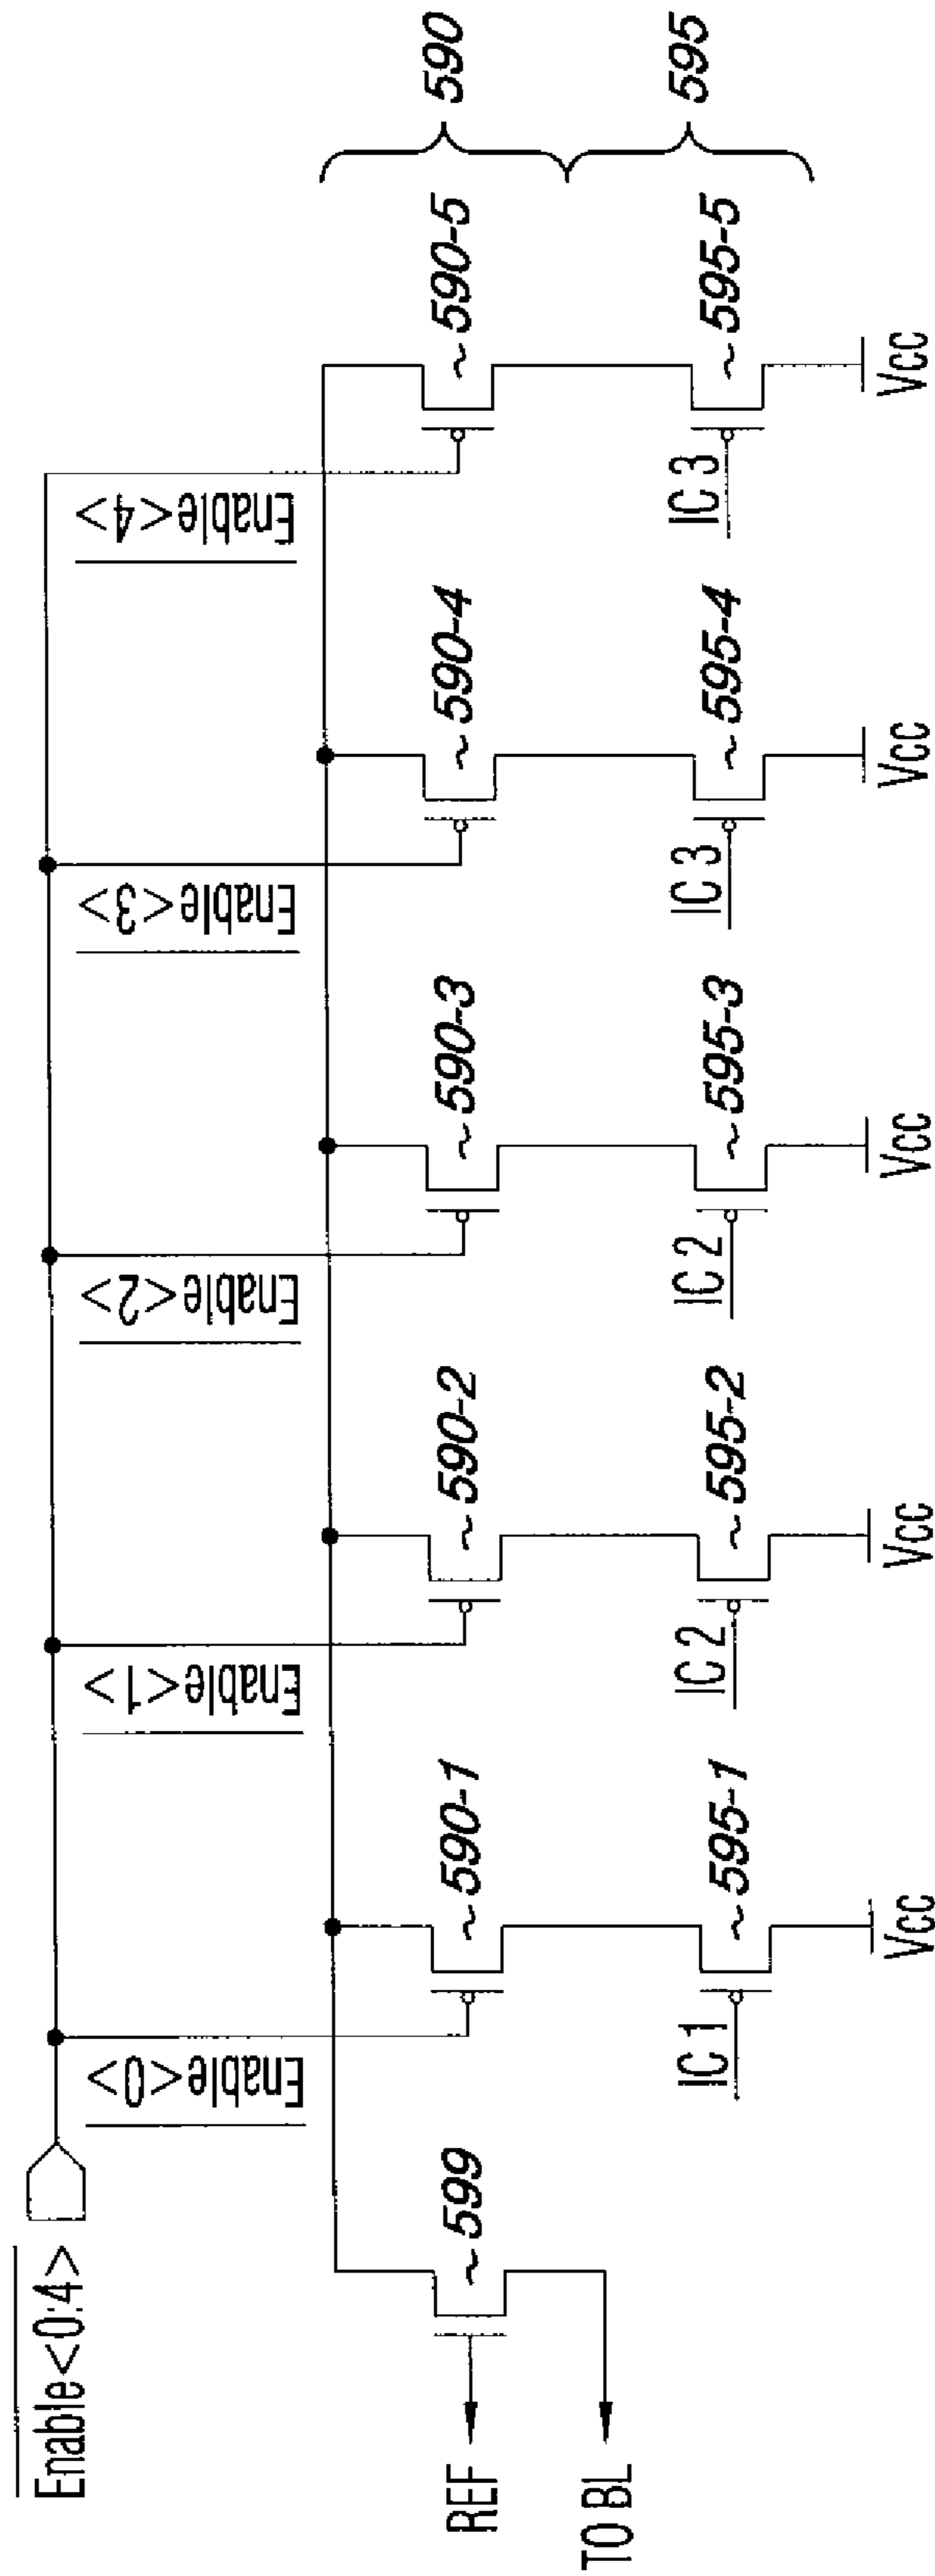 Enable<0:4>
Enable<0>
Enable<1>
Enable<2>
Enable<3>
Enable<4>
REF
TO BL
599
590-1
590-2
590-3
590-4
590-5
590
IC 1
IC 2
IC 2
IC 3
IC 3
595-1
595-2
595-3
595-4
595-5
595
Vcc
Vcc
Vcc
Vcc
Vcc